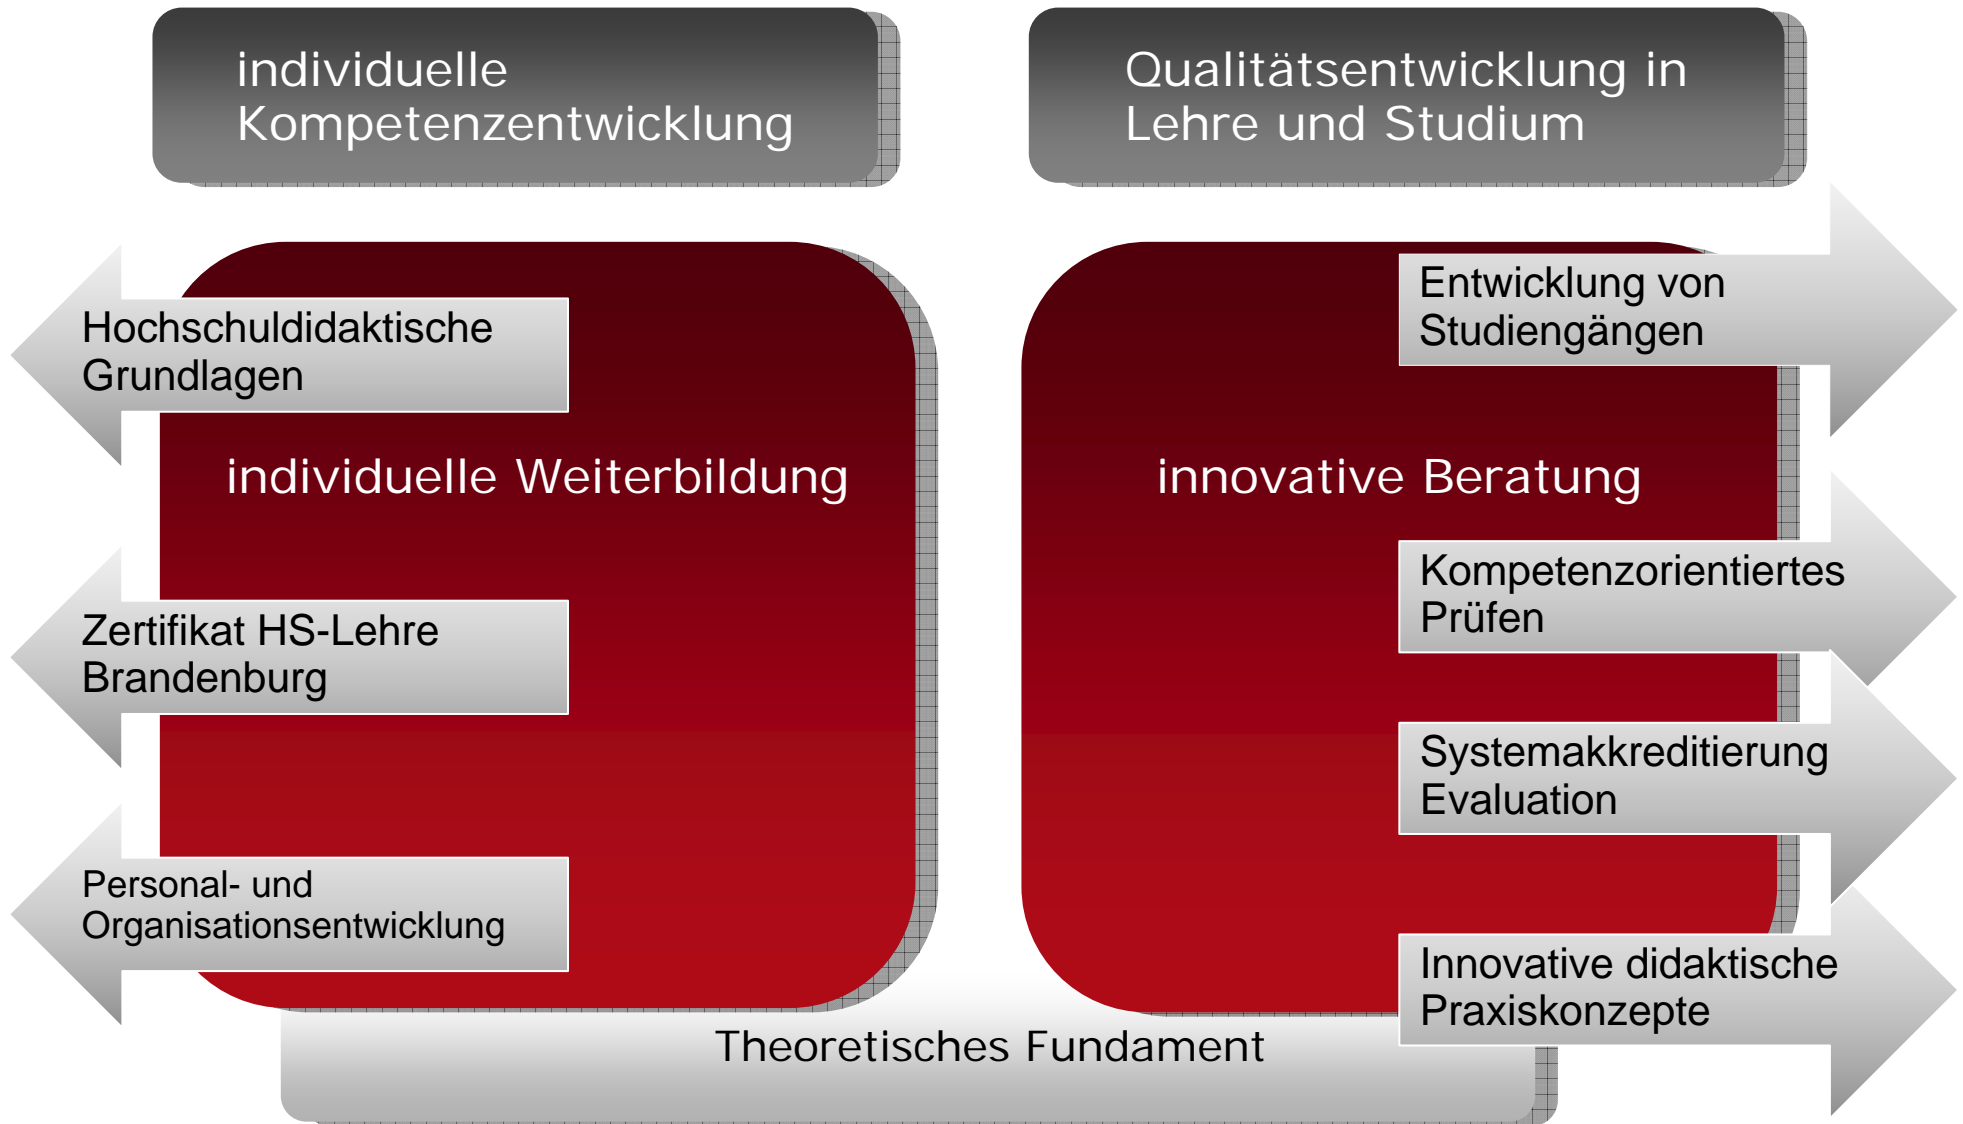 individuelle
Kompetenzentwicklung
Qualitätsentwicklung in
Lehre und Studium
Hochschuldidaktische
Grundlagen
individuelle Weiterbildung
Zertifikat HS-Lehre
Brandenburg
Personal- und
Organisationsentwicklung
Entwicklung von
Studiengängen
innovative Beratung
Kompetenzorientiertes
Prüfen
Systemakkreditierung
Evaluation
Innovative didaktische
Praxiskonzepte
Theoretisches Fundament